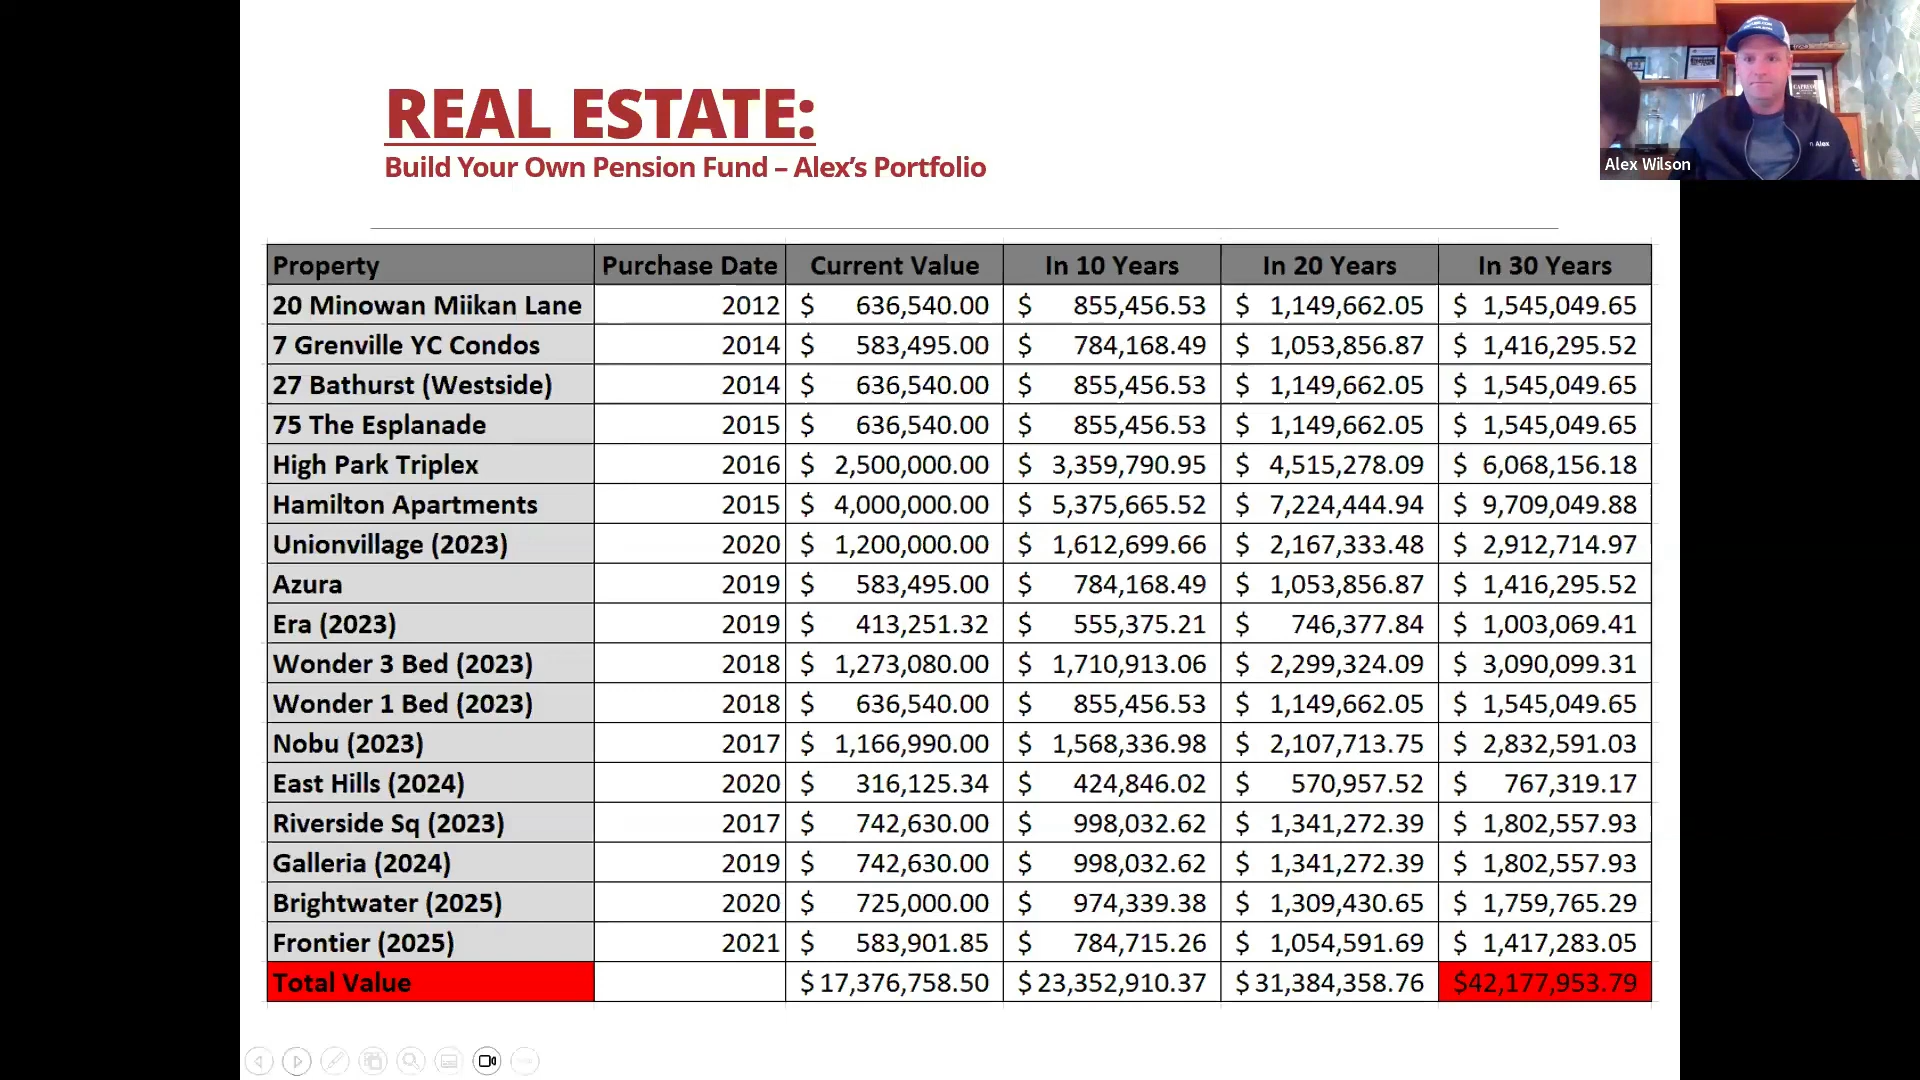 REAL ESTATE:
Build Your Own Pension Fund – Alex's Portfolio
Alex Wilson
Property Purchase Date Current Value In 10 Years In 20 Years In 30 Years
20 Minowan Miikan Lane 2012 $ 636,540.00 $ 855,456.53 $ 1,149,662.05 $ 1,545,049.65
7 Grenville YC Condos 2014 $ 583,495.00 $ 784,168.49 $ 1,053,856.87 $ 1,416,295.52
27 Bathurst (Westside) 2014 $ 636,540.00 $ 855,456.53 $ 1,149,662.05 $ 1,545,049.65
75 The Esplanade 2015 $ 636,540.00 $ 855,456.53 $ 1,149,662.05 $ 1,545,049.65
High Park Triplex 2016 $ 2,500,000.00 $ 3,359,790.95 $ 4,515,278.09 $ 6,068,156.18
Hamilton Apartments 2015 $ 4,000,000.00 $ 5,375,665.52 $ 7,224,444.94 $ 9,709,049.88
Unionvillage (2023) 2020 $ 1,200,000.00 $ 1,612,699.66 $ 2,167,333.48 $ 2,912,714.97
Azura 2019 $ 583,495.00 $ 784,168.49 $ 1,053,856.87 $ 1,416,295.52
Era (2023) 2019 $ 413,251.32 $ 555,375.21 $ 746,377.84 $ 1,003,069.41
Wonder 3 Bed (2023) 2018 $ 1,273,080.00 $ 1,710,913.06 $ 2,299,324.09 $ 3,090,099.31
Wonder 1 Bed (2023) 2018 $ 636,540.00 $ 855,456.53 $ 1,149,662.05 $ 1,545,049.65
Nobu (2023) 2017 $ 1,166,990.00 $ 1,568,336.98 $ 2,107,713.75 $ 2,832,591.03
East Hills (2024) 2020 $ 316,125.34 $ 424,846.02 $ 570,957.52 $ 767,319.17
Riverside Sq (2023) 2017 $ 742,630.00 $ 998,032.62 $ 1,341,272.39 $ 1,802,557.93
Galleria (2024) 2019 $ 742,630.00 $ 998,032.62 $ 1,341,272.39 $ 1,802,557.93
Brightwater (2025) 2020 $ 725,000.00 $ 974,339.38 $ 1,309,430.65 $ 1,759,765.29
Frontier (2025) 2021 $ 583,901.85 $ 784,715.26 $ 1,054,591.69 $ 1,417,283.05
Total Value $ 17,376,758.50 $ 23,352,910.37 $ 31,384,358.76 $42,177,953.79